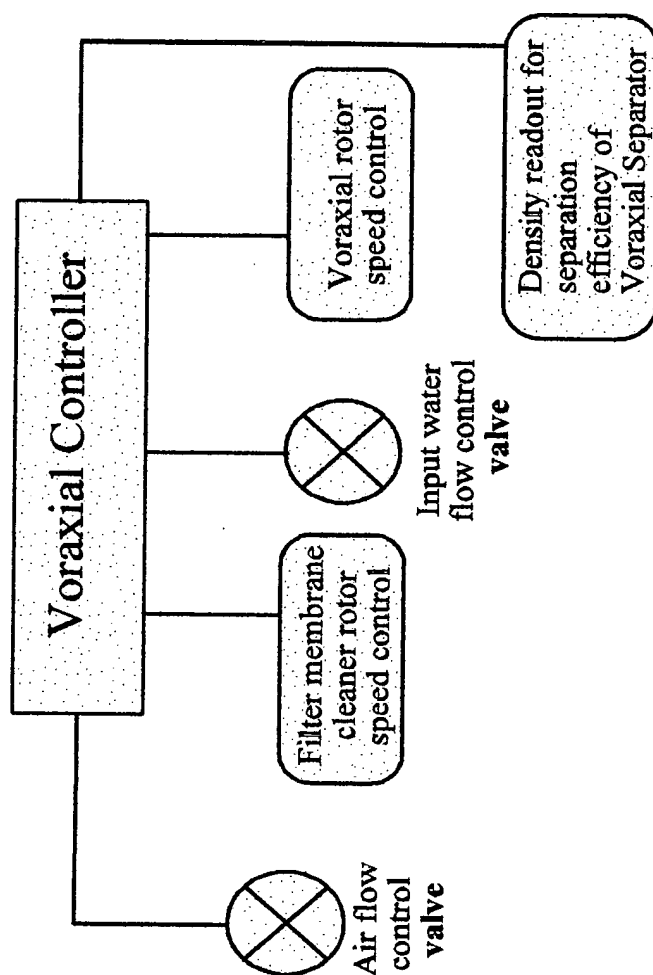 Voraxial Controller
Air flow
control
valve
Filter membrane
cleaner rotor
speed control
Input water
flow control
valve
Voraxial rotor
speed control
Density readout for
separation
efficiency of
Voraxial Separator